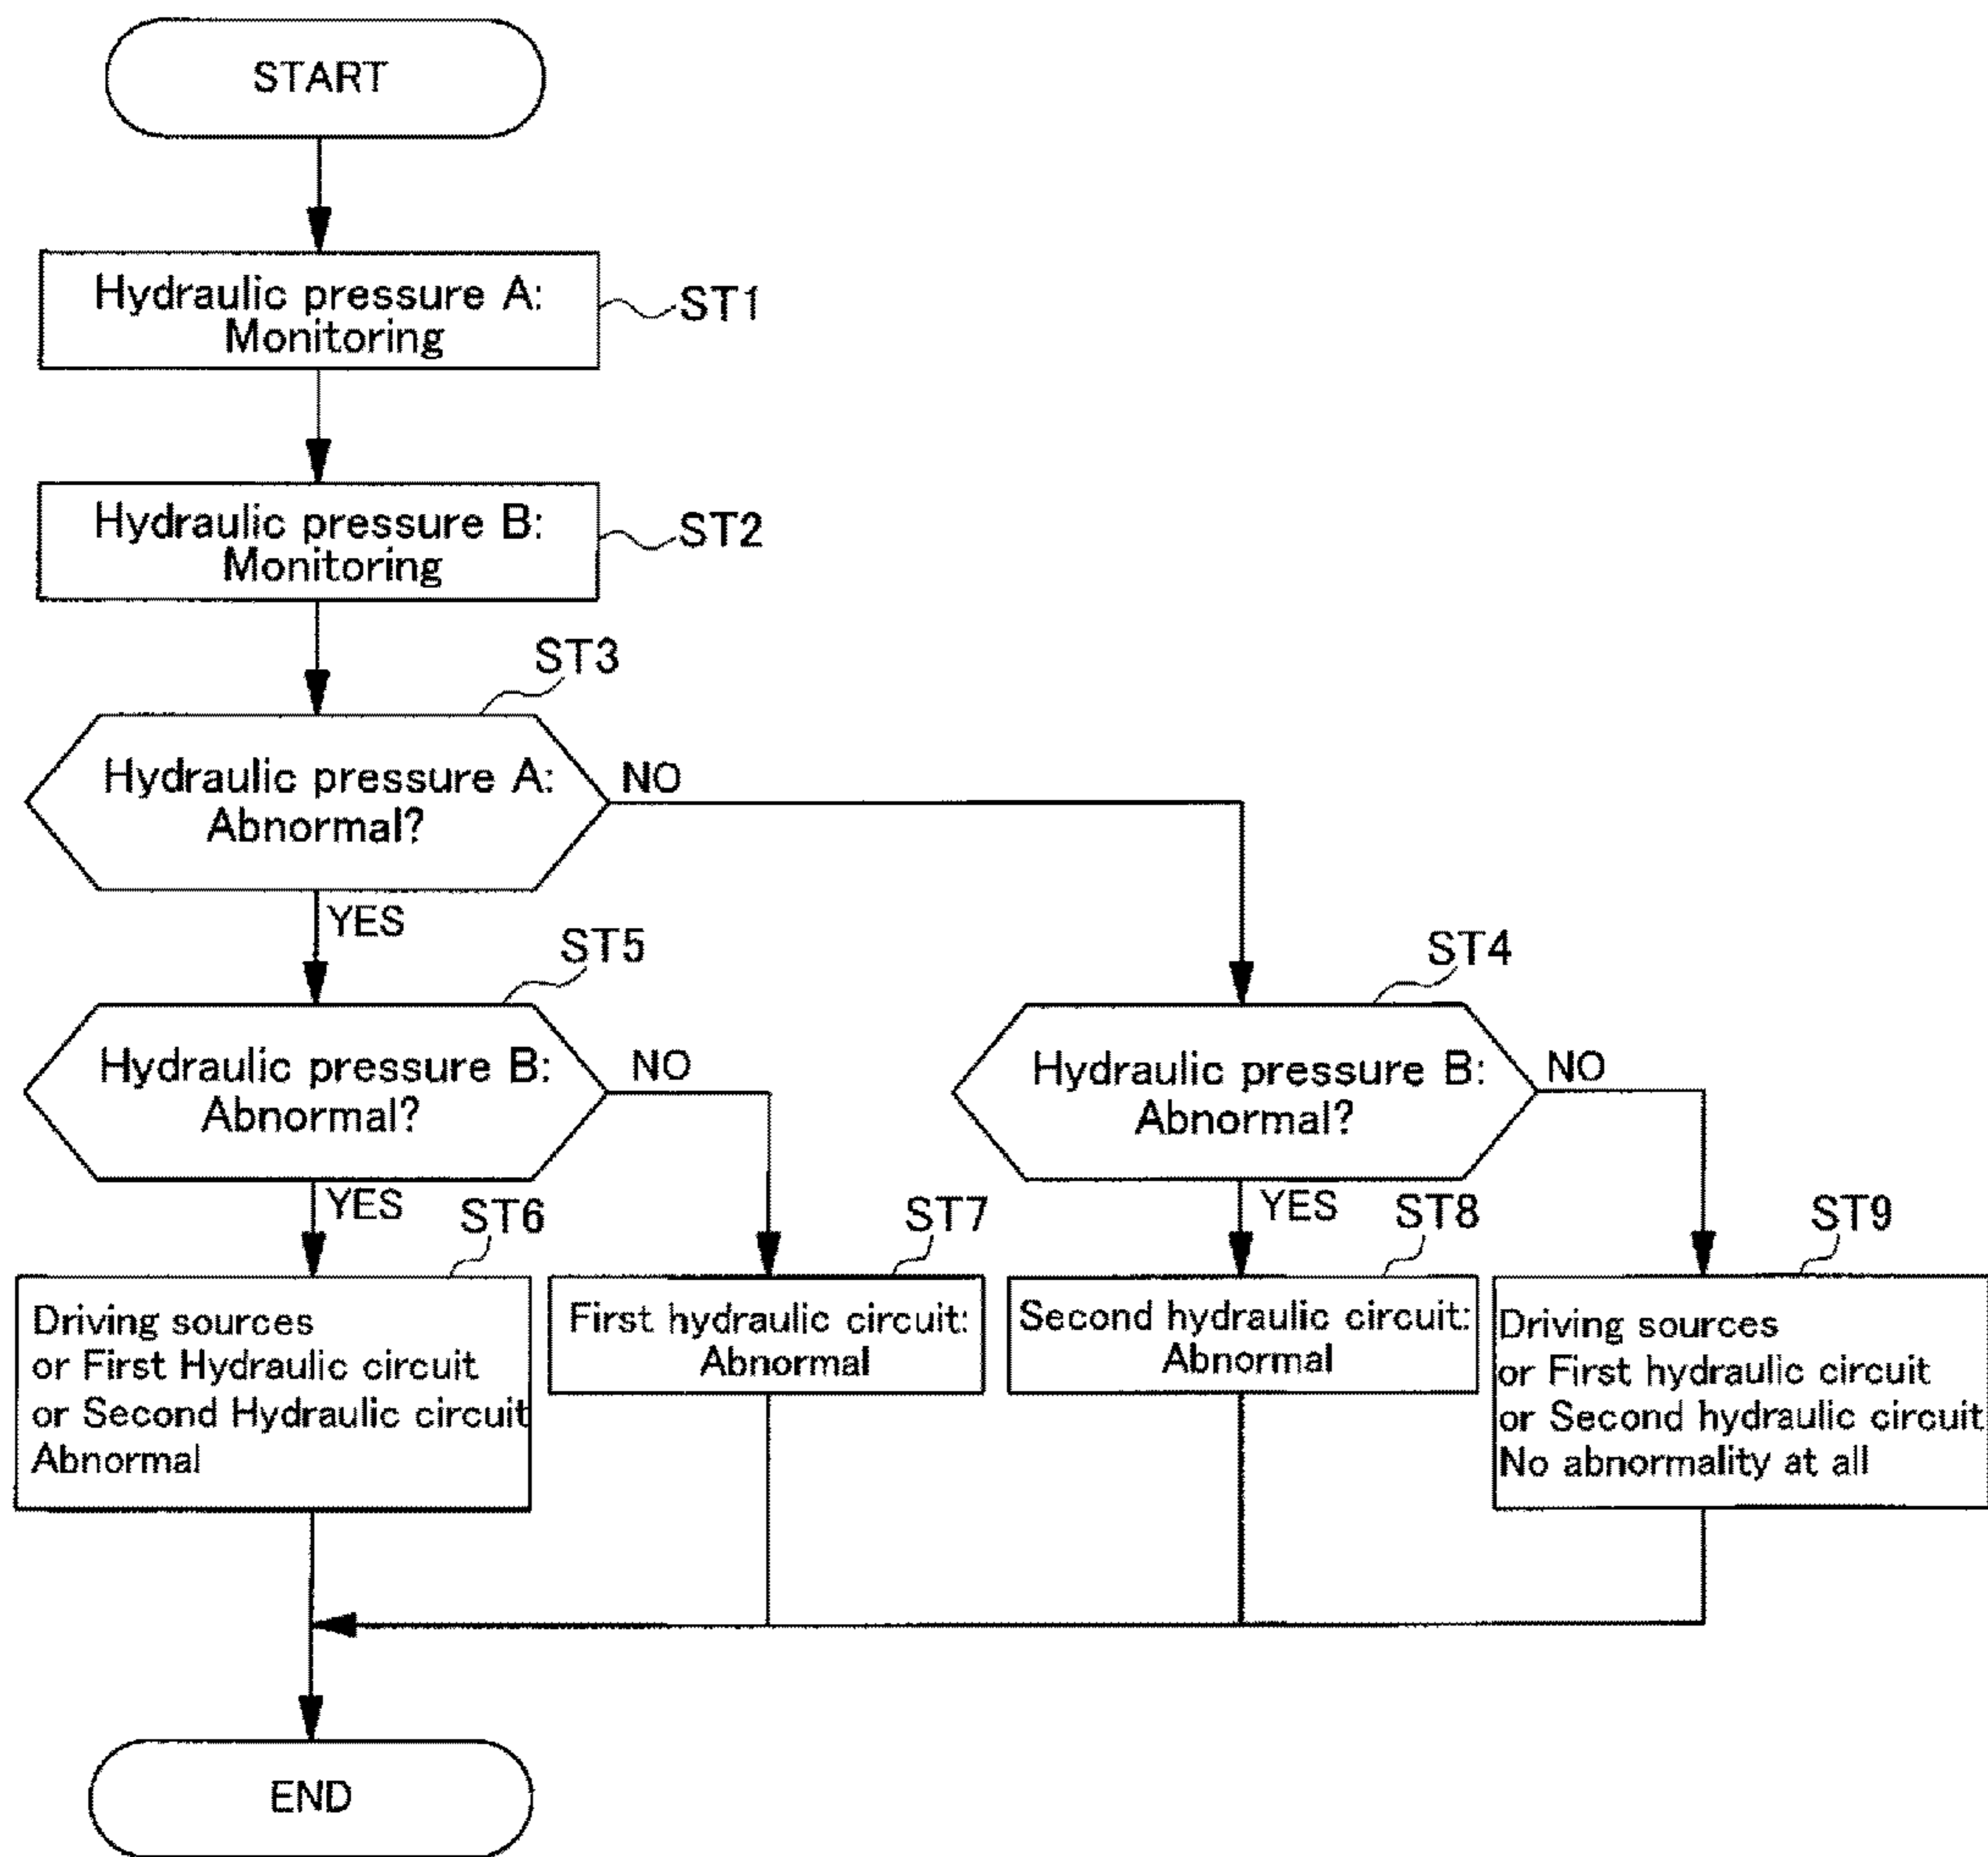 START
Hydraulic pressure A:
Monitoring
ST1
Hydraulic pressure B:
Monitoring
ST2
ST3
Hydraulic pressure A:
Abnormal?
NO
YES
ST5
ST4
Hydraulic pressure B:
Abnormal?
NO
Hydraulic pressure B:
Abnormal?
NO
YES
ST6
ST7
YES
ST8
ST9
Driving sources
or First Hydraulic circuit
or Second Hydraulic circuit
Abnormal
First hydraulic circuit:
Abnormal
Second hydraulic circuit:
Abnormal
Driving sources
or First hydraulic circuit
or Second hydraulic circuit
No abnormality at all
END